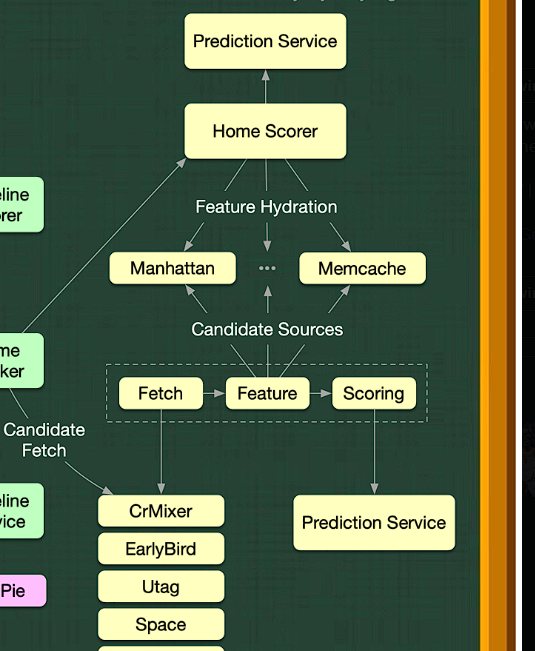 Prediction Service
Home Scorer
eline
rer
Feature Hydration
Manhattan
...
Memcache
Candidate Sources
me
ker
Fetch
Feature
Scoring
Candidate
Fetch
eline
vice
CrMixer
Prediction Service
EarlyBird
Pie
Utag
Space